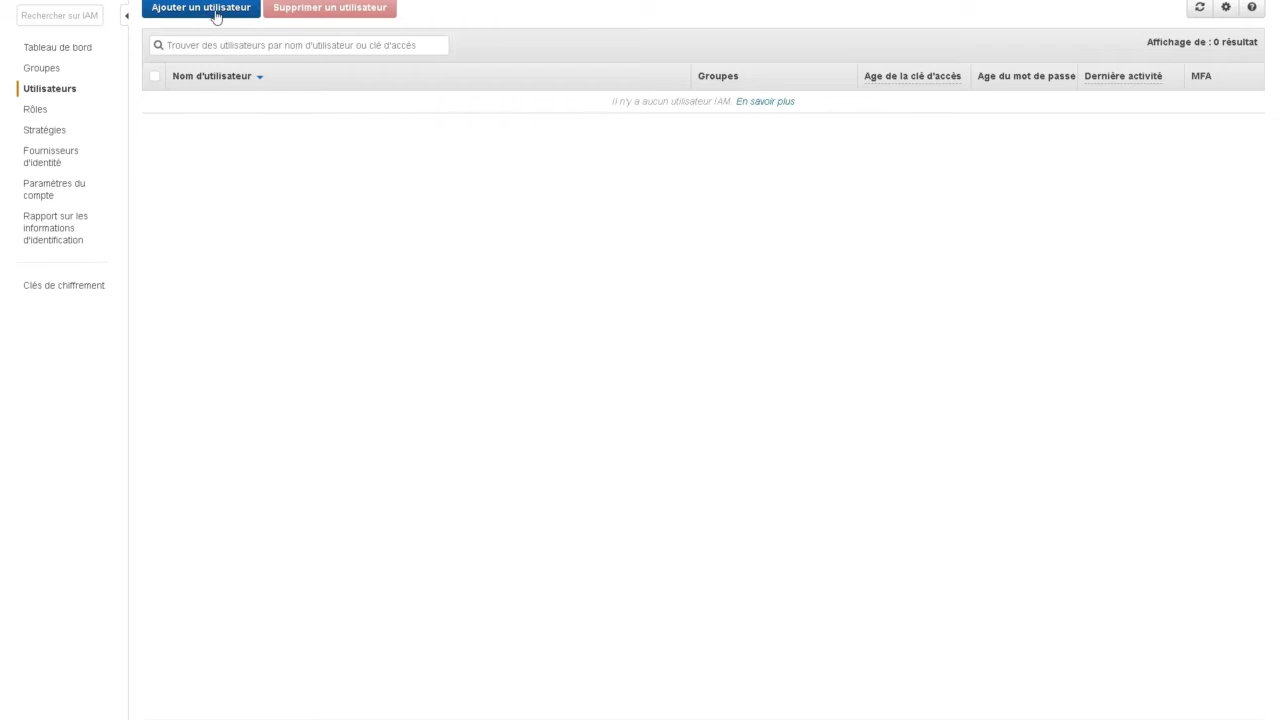 Ajouter un utilisateur
Supprimer un utilisateur
Rechercher sur IAM
Tableau de bord
Groupes
Utilisateurs
Rôles
Stratégies
Fournisseurs
d'identité
Paramètres du
compte
Rapport sur les
informations
d'identification
Clés de chiffrement
Trouver des utilisateurs par nom d'utilisateur ou clé d'accès
Affichage de : 0 résultat
Nom d'utilisateur
Groupes
Age de la clé d'accès
Age du mot de passe
Dernière activité
MFA
Il n'y a aucun utilisateur IAM. En savoir plus